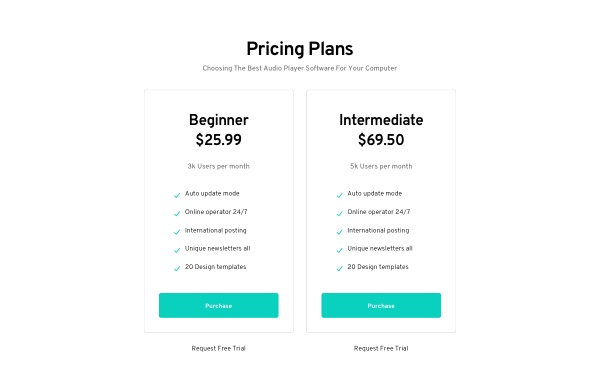 Pricing Plans
Choosing The Best Audio Player Software For Your Computer
Beginner
$25.99
3k Users per month
Auto update mode
Online operator 24/7
International posting
Unique newsletters all
20 Design templates
Purchase
Request Free Trial
Intermediate
$69.50
5k Users per month
Auto update mode
Online operator 24/7
International posting
Unique newsletters all
20 Design templates
Purchase
Request Free Trial